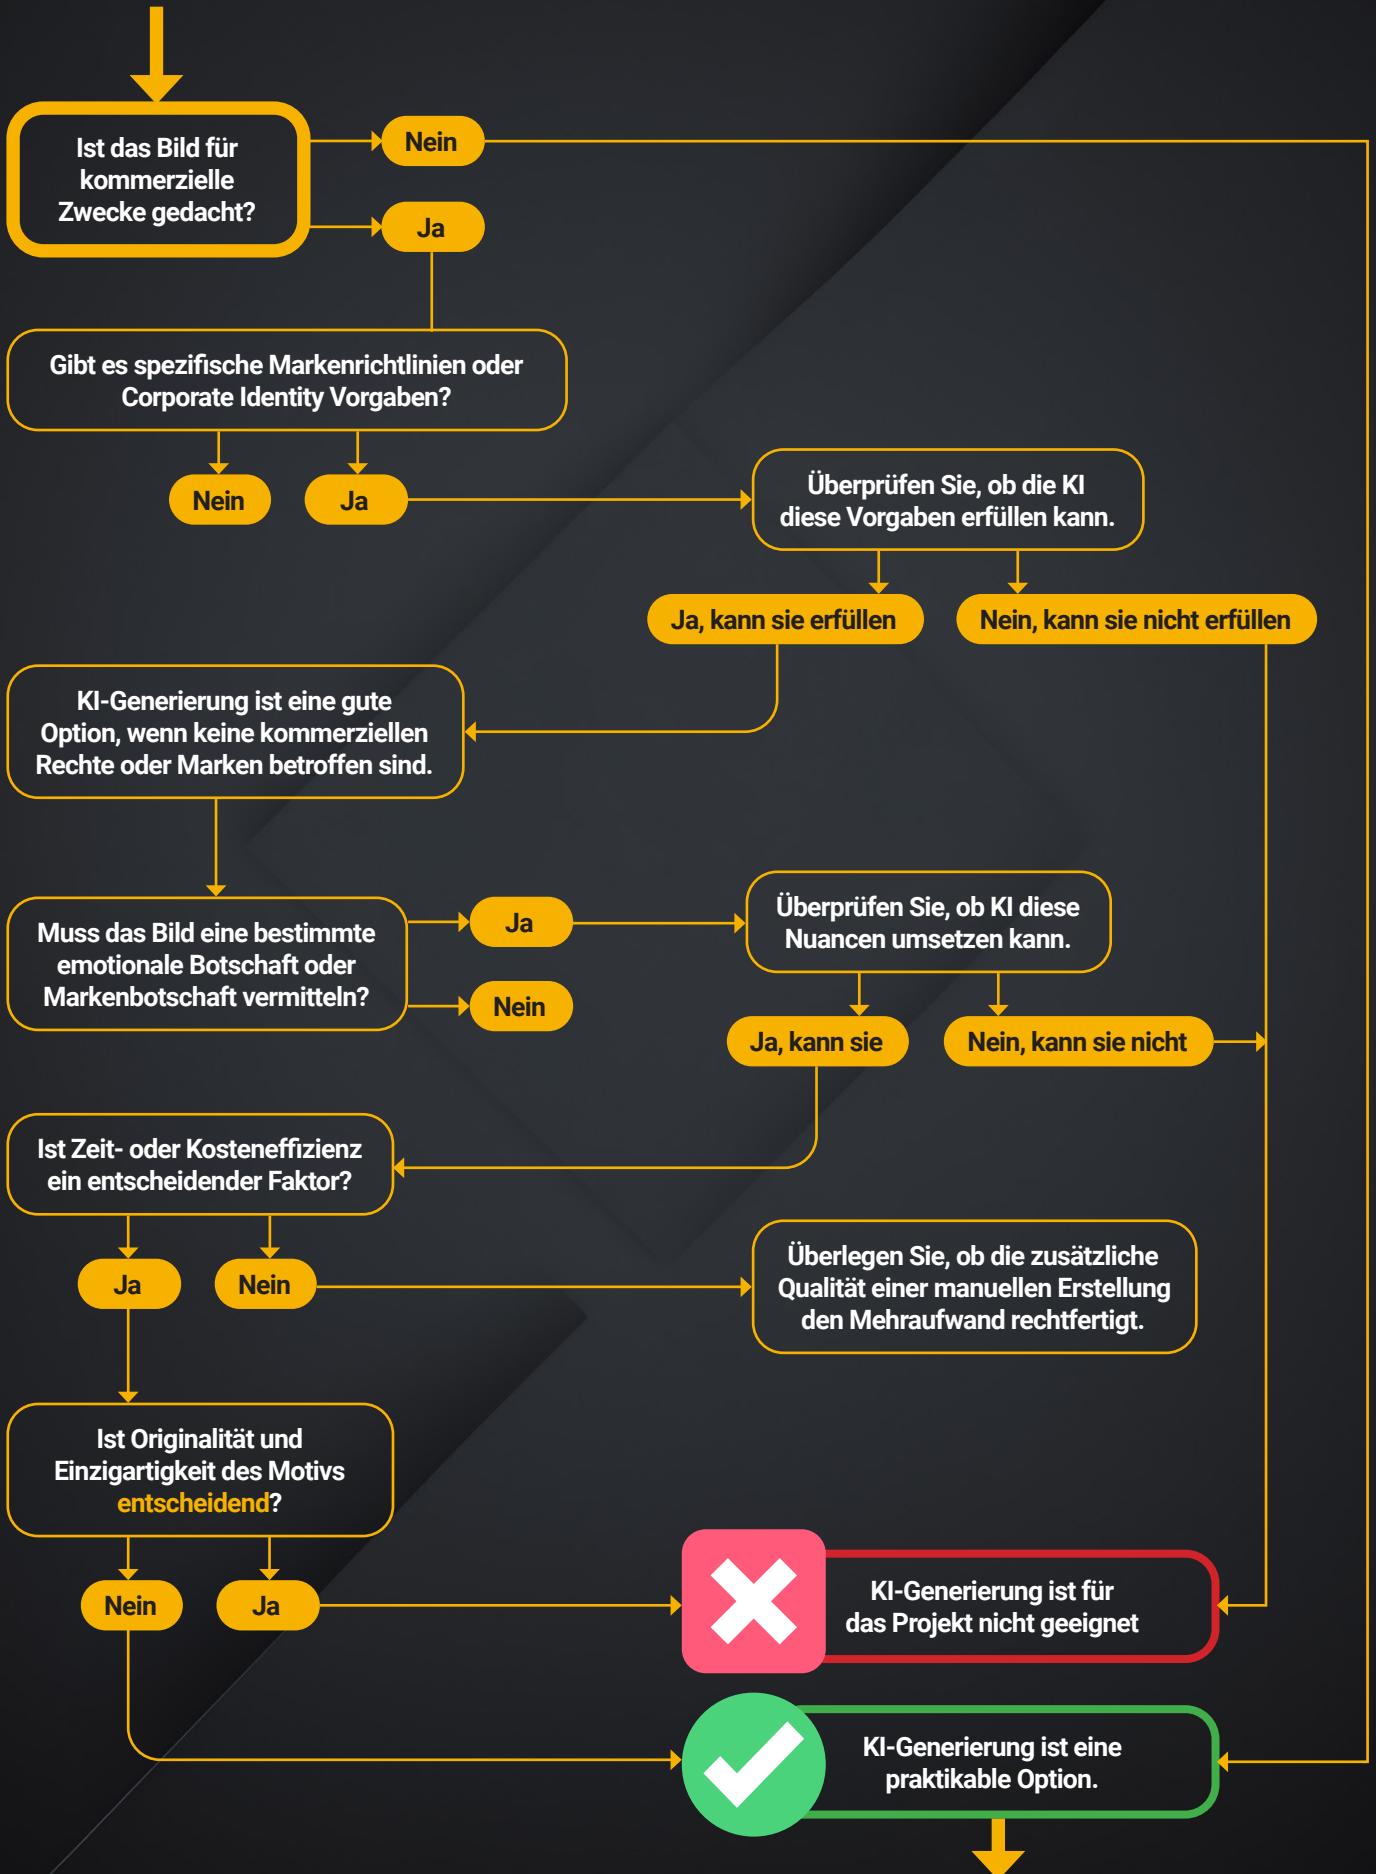 Ist das Bild für
kommerzielle
Zwecke gedacht?
Nein
Ja
Gibt es spezifische Markenrichtlinien oder
Corporate Identity Vorgaben?
Nein
Ja
Überprüfen Sie, ob die KI
diese Vorgaben erfüllen kann.
Ja, kann sie erfüllen
Nein, kann sie nicht erfüllen
KI-Generierung ist eine gute
Option, wenn keine kommerziellen
Rechte oder Marken betroffen sind.
Muss das Bild eine bestimmte
emotionale Botschaft oder
Markenbotschaft vermitteln?
Ja
Nein
Überprüfen Sie, ob KI diese
Nuancen umsetzen kann.
Ja, kann sie
Nein, kann sie nicht
Ist Zeit- oder Kosteneffizienz
ein entscheidender Faktor?
Ja
Nein
Überlegen Sie, ob die zusätzliche
Qualität einer manuellen Erstellung
den Mehraufwand rechtfertigt.
Ist Originalität und
Einzigartigkeit des Motivs
entscheidend?
Nein
Ja
KI-Generierung ist für
das Projekt nicht geeignet
KI-Generierung ist eine
praktikable Option.